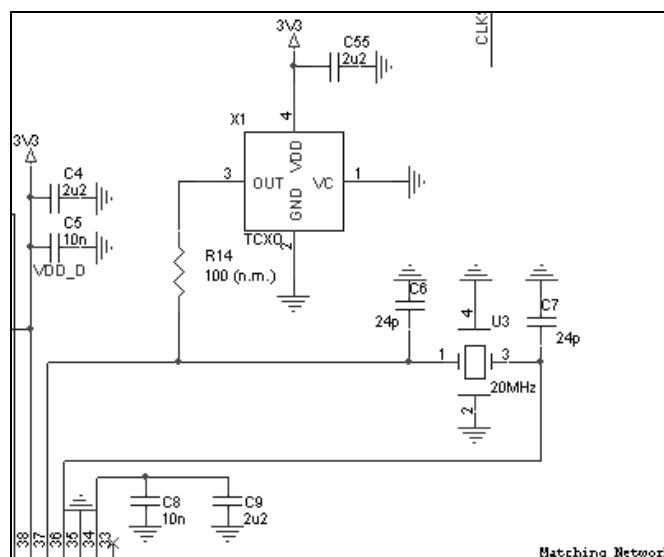 3V3
C55
2u2
CLK
4
X1
VDD
3
OUT
VC
1
GND
TCXO
2
3V3
C4
2u2
C5
10n
VDD_D
R14
100 (n.m.)
C6
24p
4
U3
C7
24p
1
3
20MHz
2
C8
10n
C9
2u2
38
37
36
35
34
33
Matching Networ